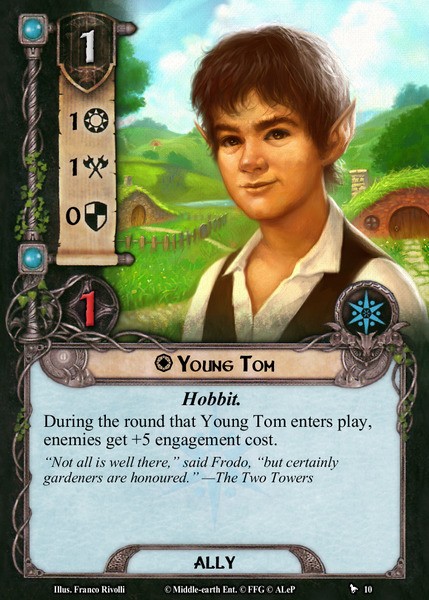 1
1
1
0
1
Young Tom
Hobbit.
During the round that Young Tom enters play,
enemies get +5 engagement cost.
“Not all is well there,” said Frodo, “but certainly
gardeners are honoured.” —The Two Towers
ALLY
Illus. Franco Rivolli
© Middle-earth Ent. © FFG © ALeP
10